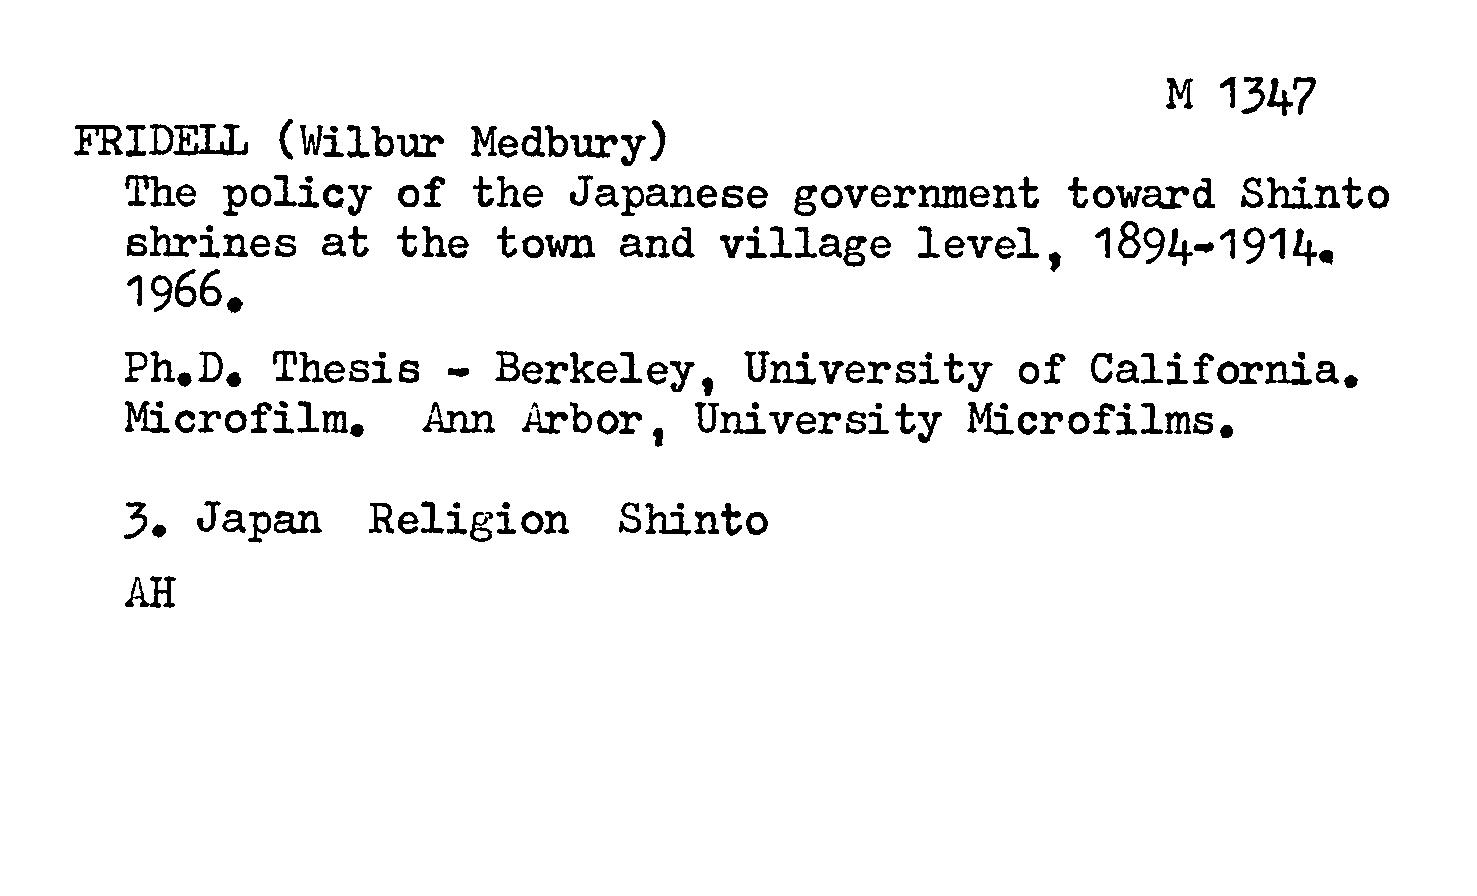 M 1347
FRIDELL (Wilbur Medbury)
The policy of the Japanese government toward Shinto
shrines at the town and village level, 1894-1914.
1966.
Ph.D. Thesis - Berkeley, University of California.
Microfilm. Ann Arbor, University Microfilms.
3. Japan Religion Shinto
AH